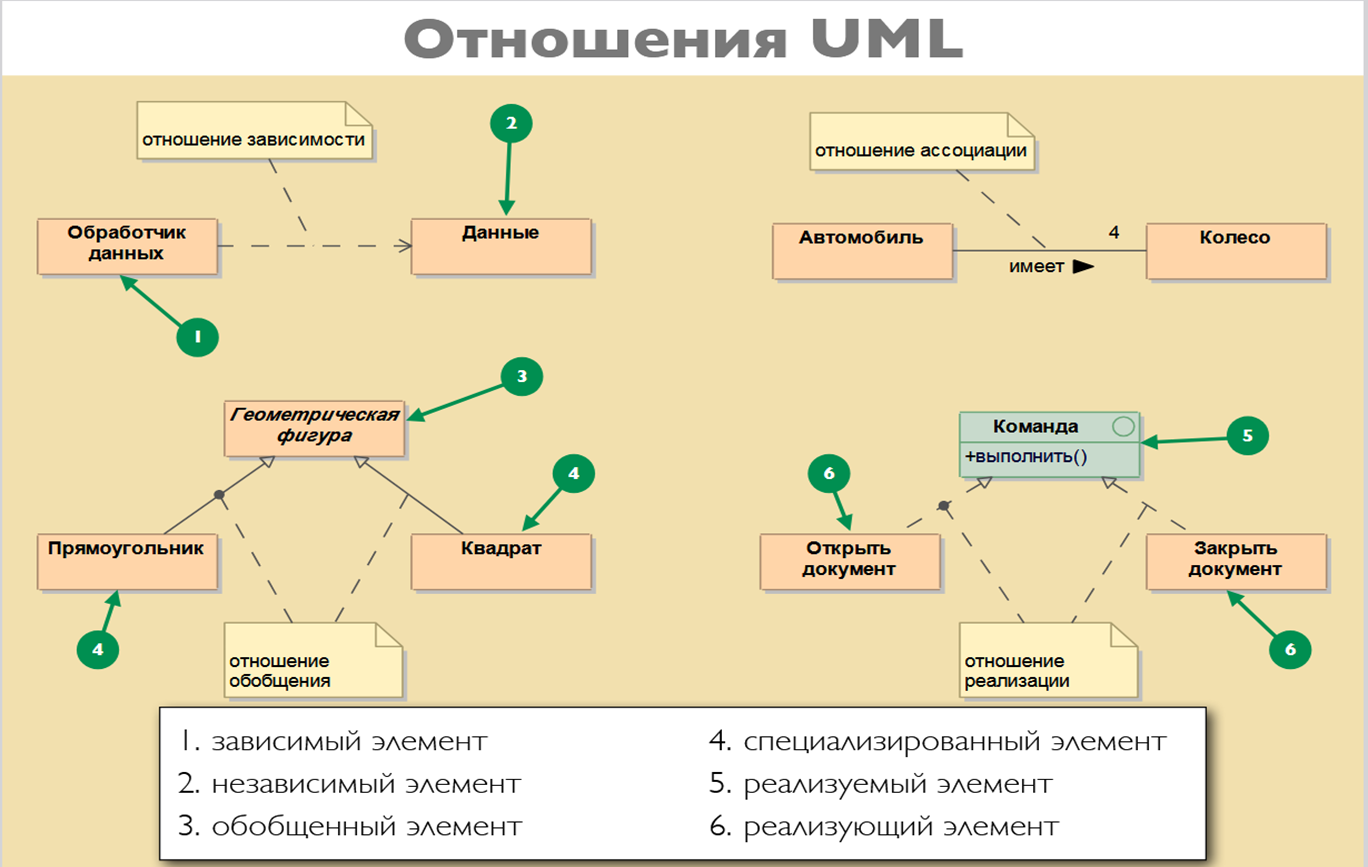 Отношения UML
отношение зависимости
2
отношение ассоциации
Обработчик
данных
Данные
Автомобиль
4
имеет
Колесо
1
3
Геометрическая
фигура
Команда
+выполнить()
5
4
6
Прямоугольник
Квадрат
Открыть
документ
Закрыть
документ
4
6
отношение
обобщения
отношение
реализации
1. зависимый элемент
2. независимый элемент
3. обобщенный элемент
4. специализированный элемент
5. реализуемый элемент
6. реализующий элемент